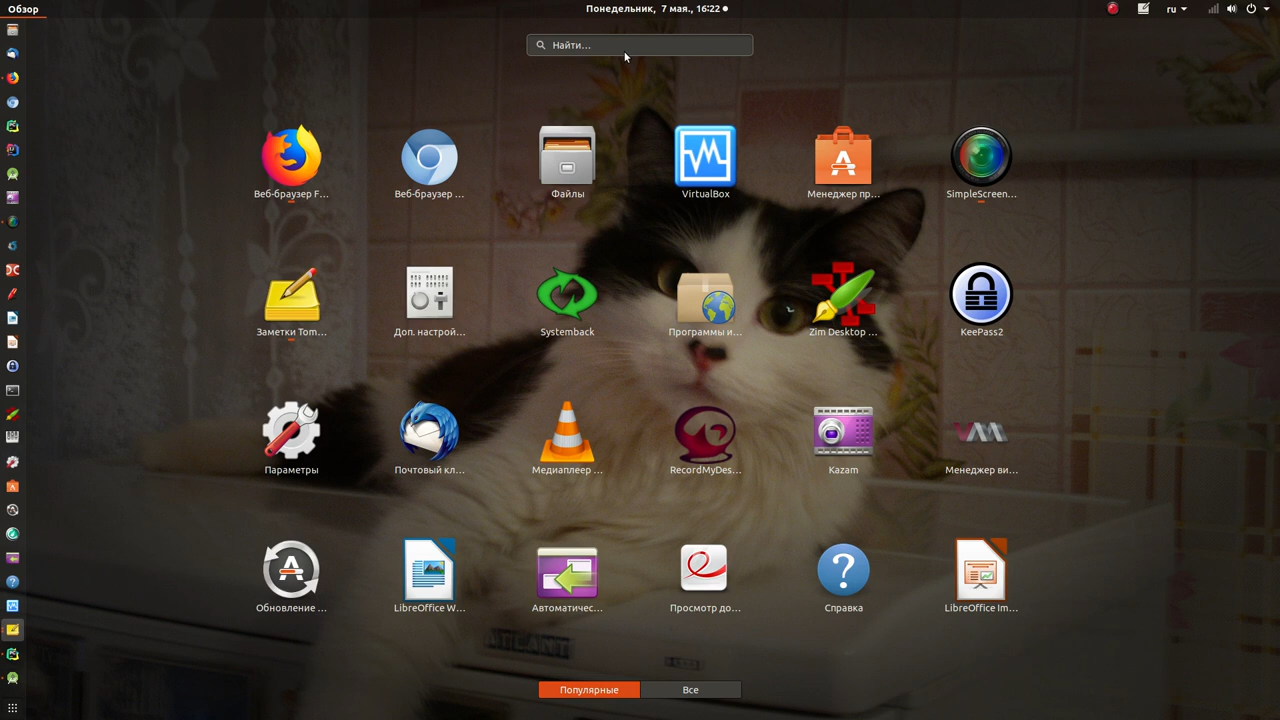 Обзор
Понедельник, 7 мая., 16:22
ru
Найти…
Веб-браузер F…
Веб-браузер …
Файлы
VirtualBox
Менеджер пр…
SimpleScreen…
Заметки Tom…
Доп. настрой…
Systemback
Программы и…
Zim Desktop …
KeePass2
Параметры
Почтовый кл…
Медиаплеер …
RecordMyDes…
Kazam
Менеджер ви…
Обновление …
LibreOffice W…
Автоматичес…
Просмотр до…
Справка
LibreOffice Im…
ATLANT
Популярные
Все